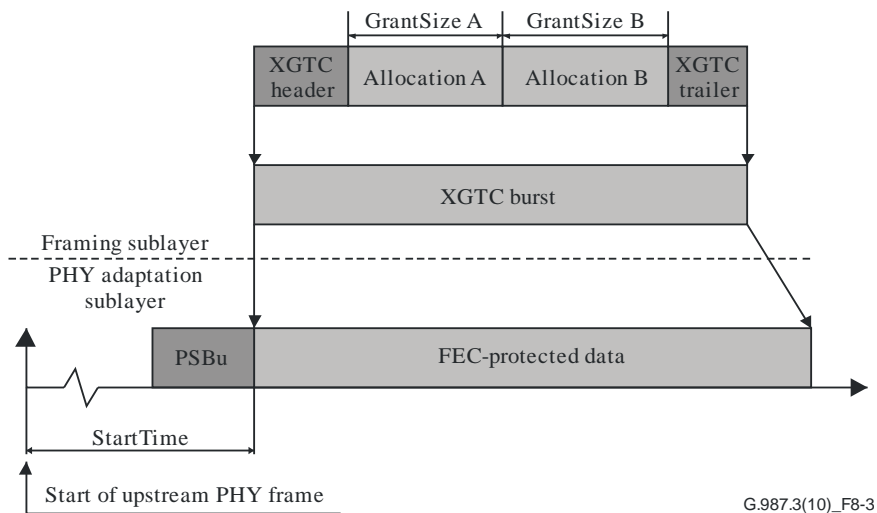 GrantSize A
GrantSize B
XGTC
header
Allocation A
Allocation B
XGTC
trailer
XGTC burst
Framing sublayer
PHY adaptation
sublayer
PSBu
FEC-protected data
StartTime
Start of upstream PHY frame
G.987.3(10)_F8-3